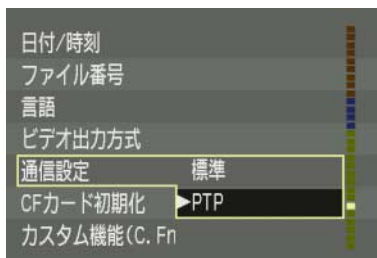 日付/時刻
ファイル番号
言語
ビデオ出力方式
通信設定 標準
CFカード初期化 ▶PTP
カスタム機能(C.Fn